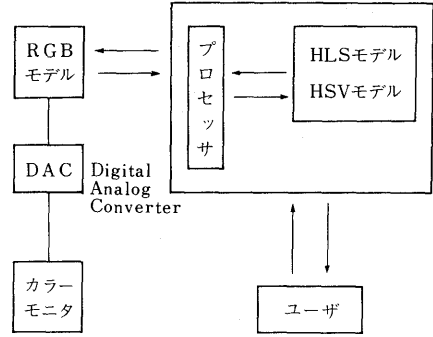 RGB
モデル
プロセッサ
HLSモデル
HSVモデル
DAC
Digital
Analog
Converter
カラー
モニタ
ユーザ